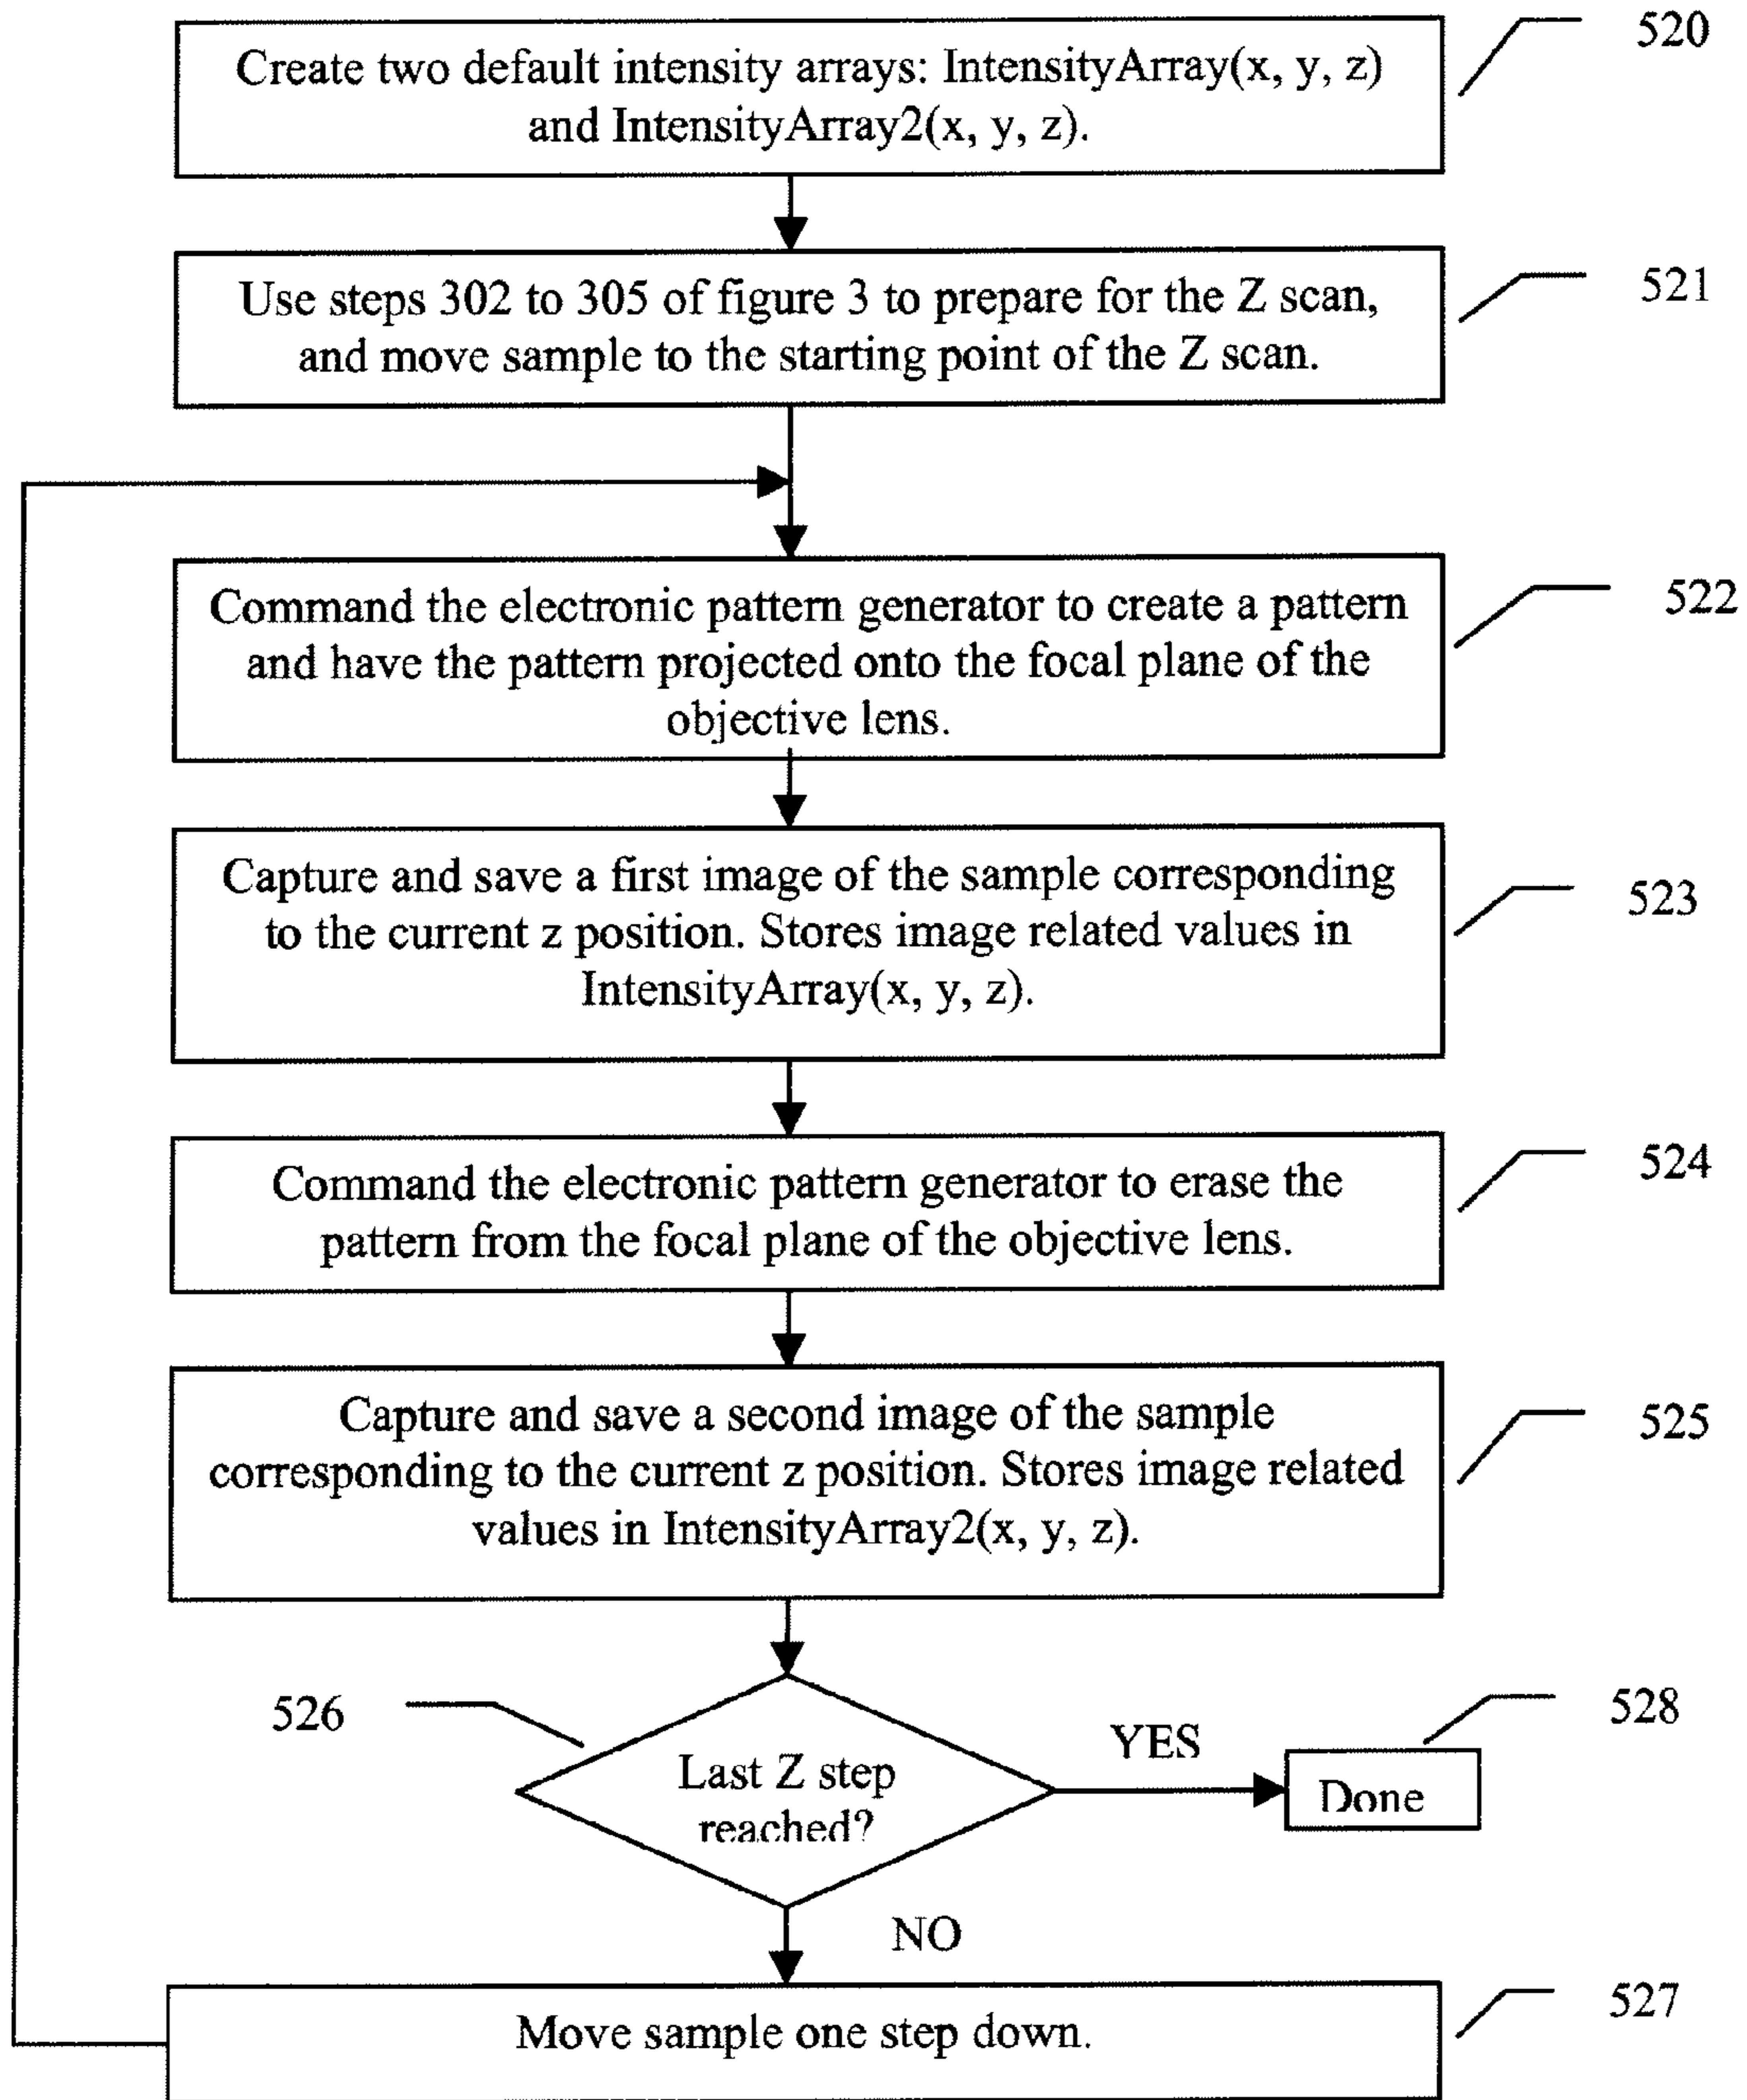 520
Create two default intensity arrays: IntensityArray(x, y, z)
and IntensityArray2(x, y, z).
521
Use steps 302 to 305 of figure 3 to prepare for the Z scan,
and move sample to the starting point of the Z scan.
522
Command the electronic pattern generator to create a pattern
and have the pattern projected onto the focal plane of the
objective lens.
523
Capture and save a first image of the sample corresponding
to the current z position. Stores image related values in
IntensityArray(x, y, z).
524
Command the electronic pattern generator to erase the
pattern from the focal plane of the objective lens.
525
Capture and save a second image of the sample
corresponding to the current z position. Stores image related
values in IntensityArray2(x, y, z).
526
Last Z step
reached?
YES
528
Done
NO
527
Move sample one step down.